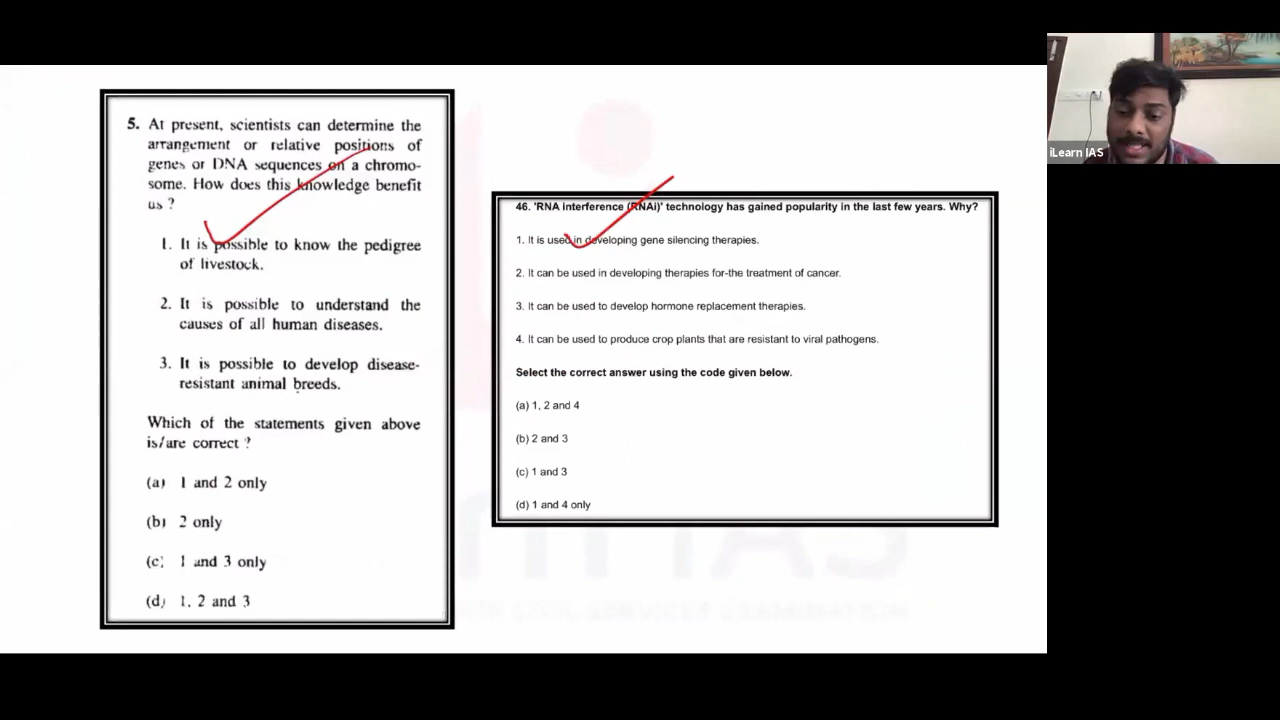 5. At present, scientists can determine the
arrangement or relative positions of
genes or DNA sequences on a chromo-
some. How does this knowledge benefit
us ?
1. It is possible to know the pedigree
of livestock.
2. It is possible to understand the
causes of all human diseases.
3. It is possible to develop disease-
resistant animal breeds.
Which of the statements given above
is/are correct ?
(a) 1 and 2 only
(b) 2 only
(c) 1 and 3 only
(d) 1, 2 and 3
46. 'RNA interference (RNAi)' technology has gained popularity in the last few years. Why?
1. It is used in developing gene silencing therapies.
2. It can be used in developing therapies for-the treatment of cancer.
3. It can be used to develop hormone replacement therapies.
4. It can be used to produce crop plants that are resistant to viral pathogens.
Select the correct answer using the code given below.
(a) 1, 2 and 4
(b) 2 and 3
(c) 1 and 3
(d) 1 and 4 only
iLearn IAS